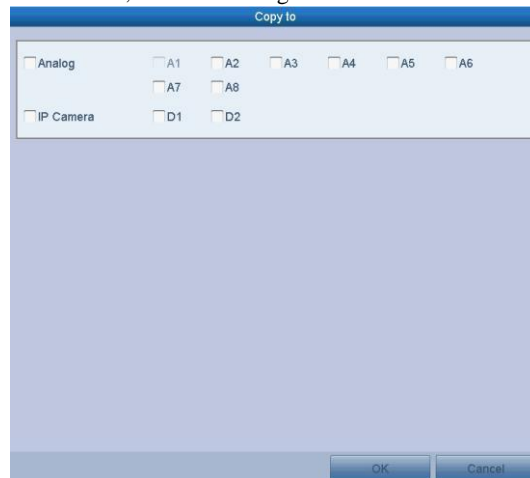 Copy to
Analog A1 A2 A3 A4 A5 A6
A7 A8
IP Camera D1 D2
OK Cancel